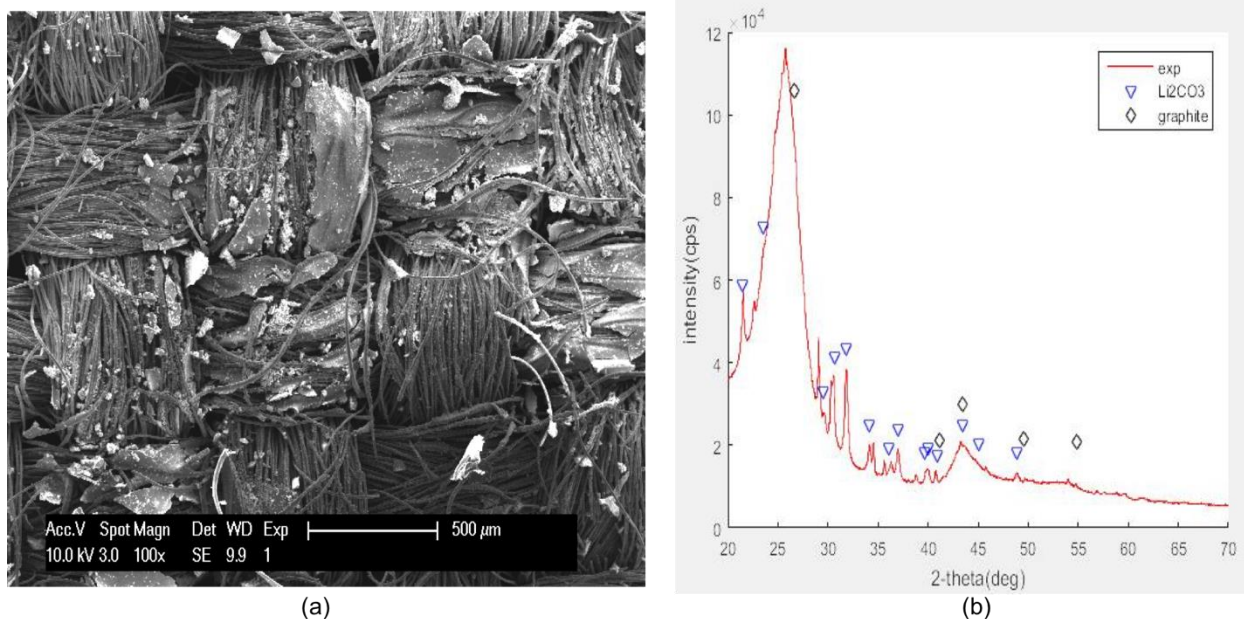 Acc.V Spot Magn Det WD Exp 500 µm
10.0 kV 3.0 100x SE 9.9 1
(a)
× 10⁴
12
10
8
6
4
2
0
intensity(cps)
exp
Li2CO3
graphite
20 25 30 35 40 45 50 55 60 65 70
2-theta(deg)
(b)